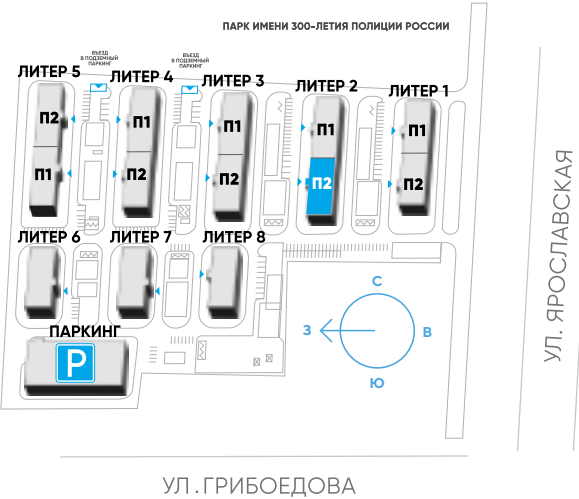 ПАРК ИМЕНИ 300-ЛЕТИЯ ПОЛИЦИИ РОССИИ
ВЪЕЗД
В ПОДЗЕМНЫЙ
ПАРКИНГ
ВЪЕЗД
В ПОДЗЕМНЫЙ
ПАРКИНГ
ЛИТЕР 5
ЛИТЕР 4
ЛИТЕР 3
ЛИТЕР 2
ЛИТЕР 1
П2
П1
П1
П1
П1
П1
П2
П2
П2
П2
ЛИТЕР 6
ЛИТЕР 7
ЛИТЕР 8
ПАРКИНГ
P
С
З
В
Ю
УЛ. ЯРОСЛАВСКАЯ
УЛ. ГРИБОЕДОВА